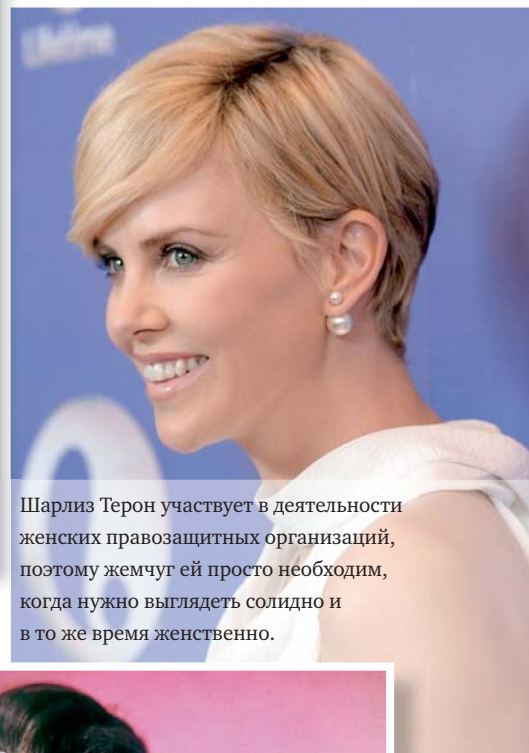 Lifetime
Шарлиз Терон участвует в деятельности
женских правозащитных организаций,
поэтому жемчуг ей просто необходим,
когда нужно выглядеть солидно и
в то же время женственно.